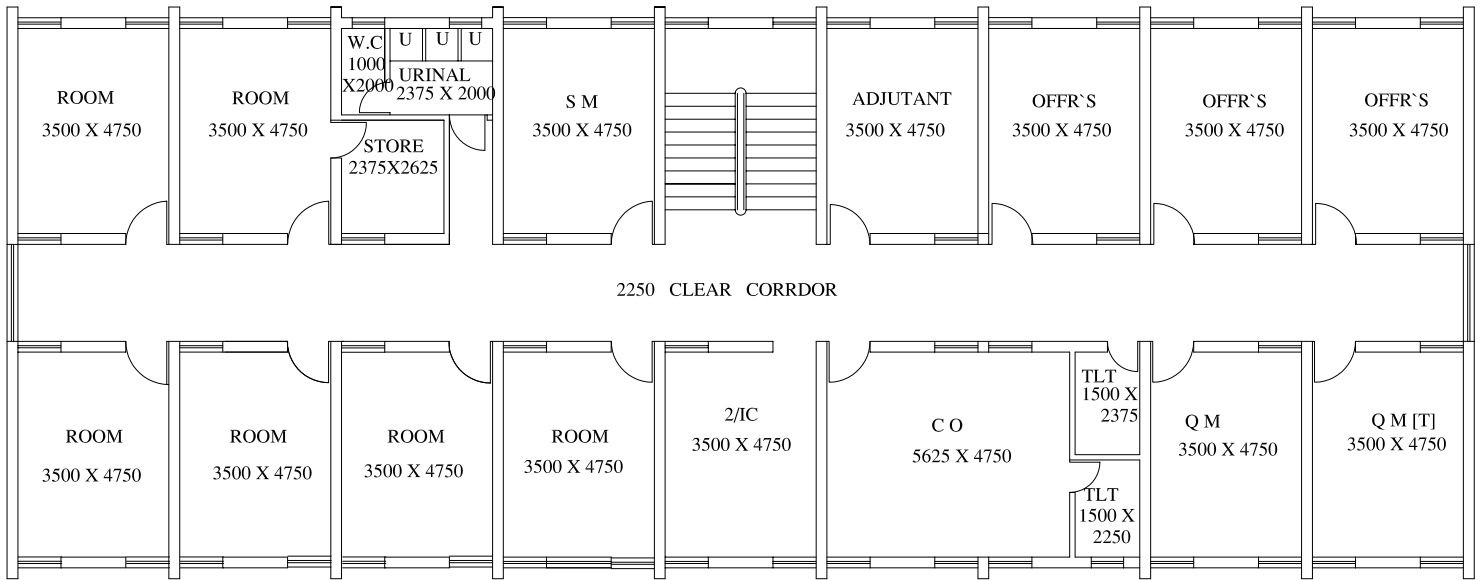 W.C
1000
X2000
U U U
URINAL
2375 X 2000
ROOM
3500 X 4750
ROOM
3500 X 4750
STORE
2375X2625
S M
3500 X 4750
ADJUTANT
3500 X 4750
OFFR`S
3500 X 4750
OFFR`S
3500 X 4750
OFFR`S
3500 X 4750
2250 CLEAR CORRDOR
ROOM
3500 X 4750
ROOM
3500 X 4750
ROOM
3500 X 4750
ROOM
3500 X 4750
2/IC
3500 X 4750
C O
5625 X 4750
TLT
1500 X
2375
TLT
1500 X
2250
Q M
3500 X 4750
Q M [T]
3500 X 4750